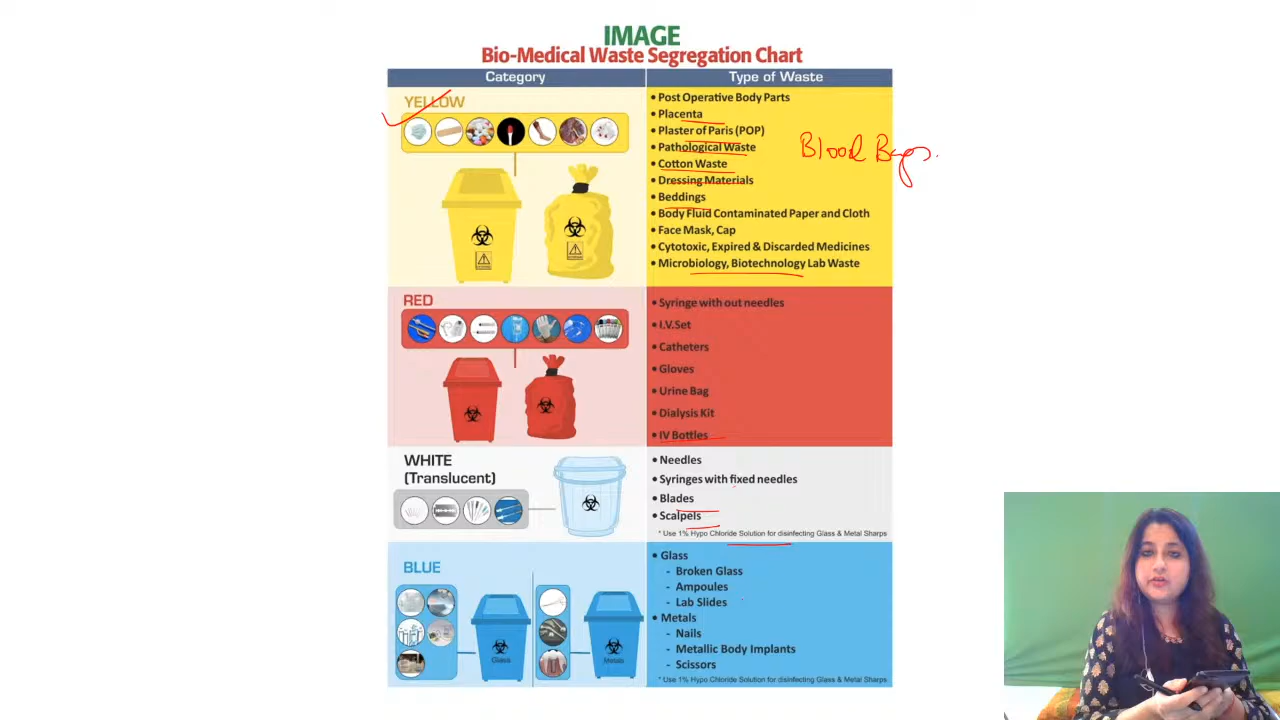 IMAGE
Bio-Medical Waste Segregation Chart
Category
Type of Waste
YELLOW
• Post Operative Body Parts
• Placenta
• Plaster of Paris (POP)
• Pathological Waste
• Cotton Waste
• Dressing Materials
• Beddings
• Body Fluid Contaminated Paper and Cloth
• Face Mask, Cap
• Cytotoxic, Expired & Discarded Medicines
• Microbiology, Biotechnology Lab Waste
Blood Bags.
RED
• Syringe with out needles
• I.V.Set
• Catheters
• Gloves
• Urine Bag
• Dialysis Kit
• IV Bottles
WHITE
(Translucent)
• Needles
• Syringes with fixed needles
• Blades
• Scalpels
* Use 1% Hypo Chloride Solution for disinfecting Glass & Metal Sharps
BLUE
Glass
Metals
• Glass
- Broken Glass
- Ampoules
- Lab Slides
• Metals
- Nails
- Metallic Body Implants
- Scissors
* Use 1% Hypo Chloride Solution for disinfecting Glass & Metal Sharps